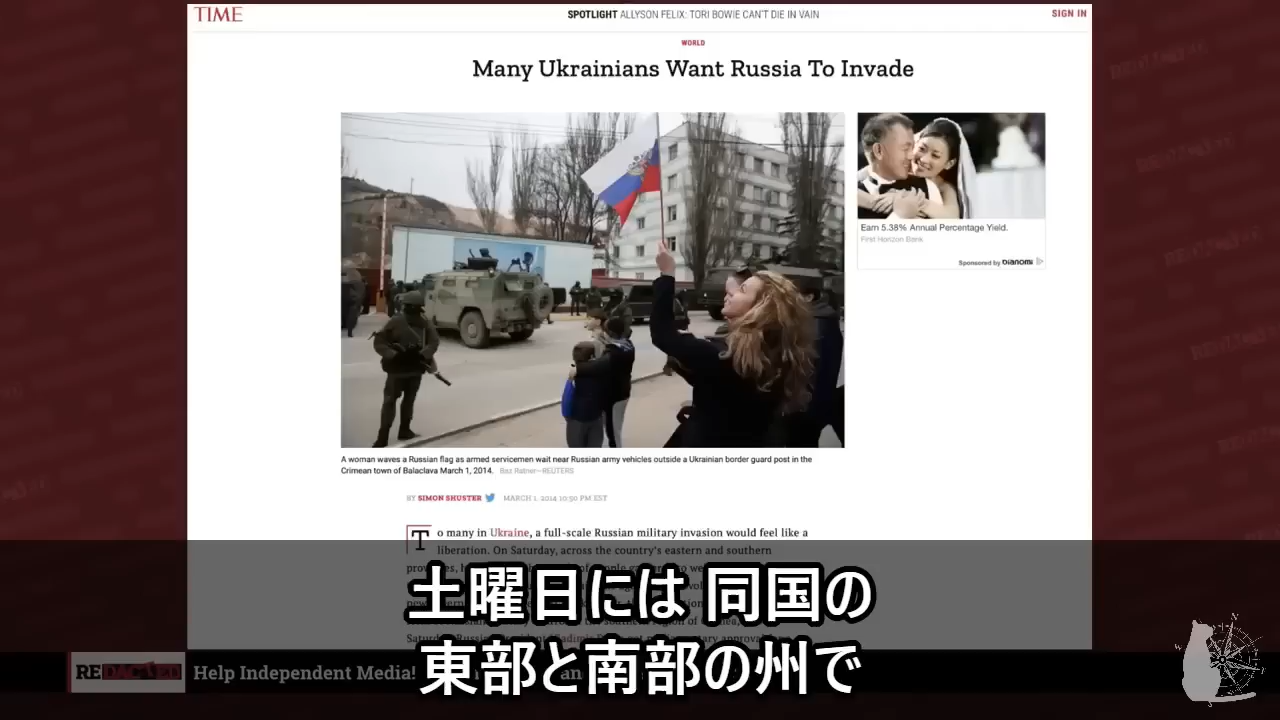 TIME
SPOTLIGHT ALLYSON FELIX: TORI BOWIE CAN'T DIE IN VAIN
SIGN IN
WORLD
Many Ukrainians Want Russia To Invade
Earn 5.38% Annual Percentage Yield.
First Horizon Bank
Sponsored by DIANOMI
A woman waves a Russian flag as armed servicemen wait near Russian army vehicles outside a Ukrainian border guard post in the
Crimean town of Balaclava March 1, 2014. Baz Ratner—REUTERS
BY SIMON SHUSTER MARCH 1, 2014 10:50 PM EST
To many in Ukraine, a full-scale Russian military invasion would feel like a
liberation. On Saturday, across the country's eastern and southern
土曜日には 同国の
東部と南部の州で
REDACTED
Help Independent Media!